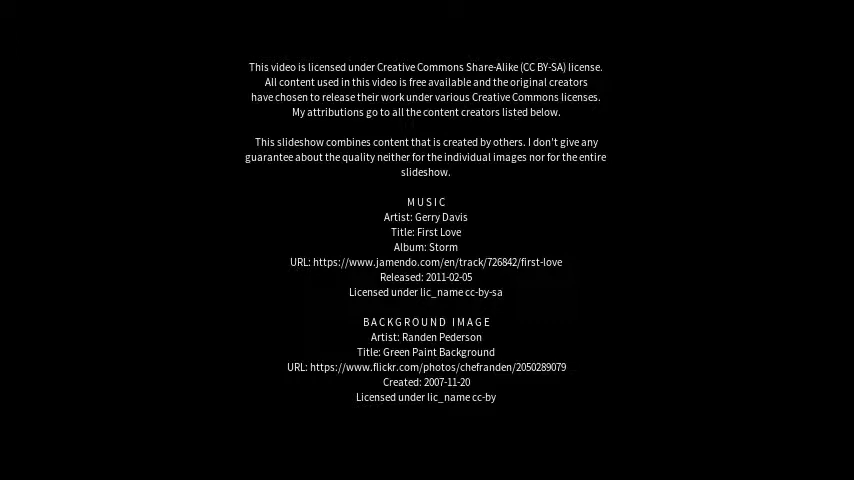 This video is licensed under Creative Commons Share-Alike (CC BY-SA) license.
All content used in this video is free available and the original creators
have chosen to release their work under various Creative Commons licenses.
My attributions go to all the content creators listed below.
This slideshow combines content that is created by others. I don't give any
guarantee about the quality neither for the individual images nor for the entire
slideshow.
M U S I C
Artist: Gerry Davis
Title: First Love
Album: Storm
URL: https://www.jamendo.com/en/track/726842/first-love
Released: 2011-02-05
Licensed under lic_name cc-by-sa
B A C K G R O U N D   I M A G E
Artist: Randen Pederson
Title: Green Paint Background
URL: https://www.flickr.com/photos/chefranden/2050289079
Created: 2007-11-20
Licensed under lic_name cc-by